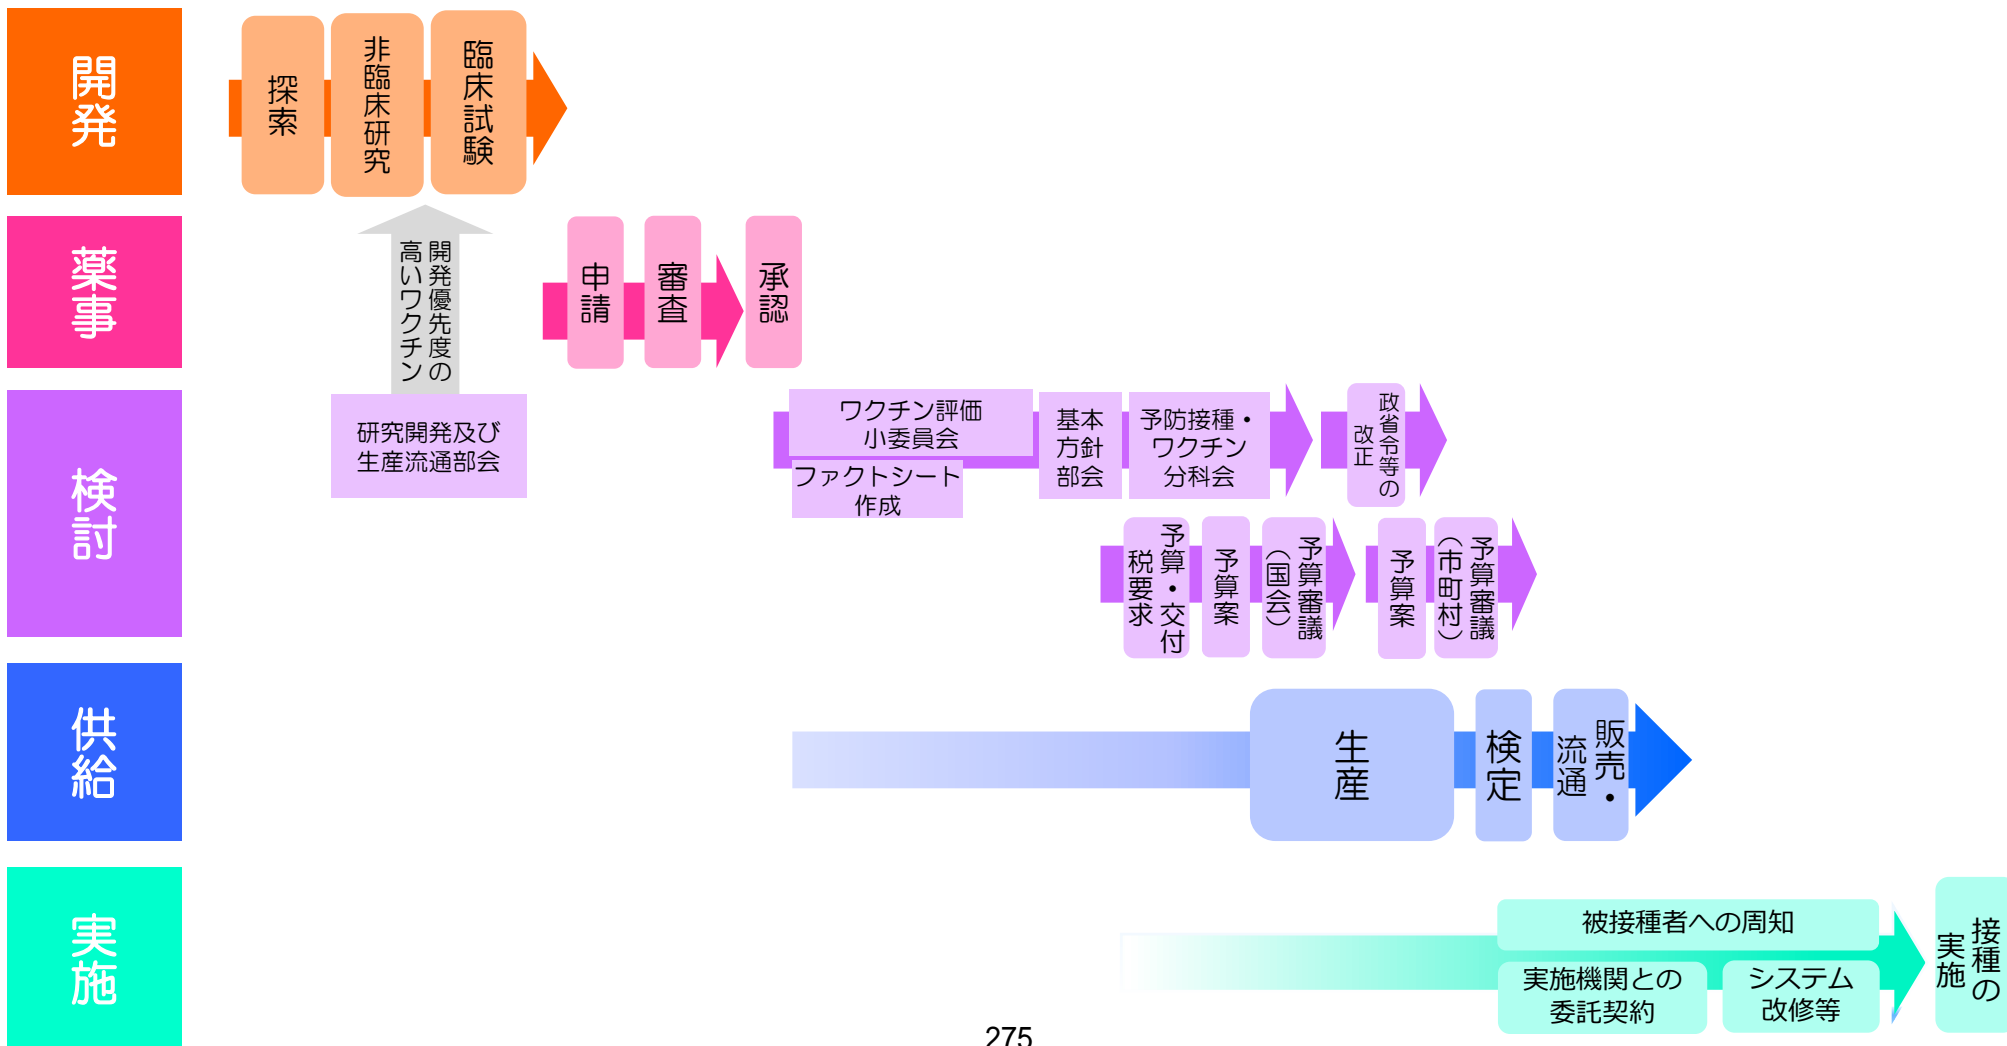 開発
探索
非臨床研究
臨床試験
薬事
開発優先度の
高いワクチン
申請
審査
承認
検討
研究開発及び
生産流通部会
ワクチン評価
小委員会
ファクトシート
作成
基本
方針
部会
予防接種・
ワクチン
分科会
政省令等の
改正
予算・交付
税要求
予算案
予算審議
（国会）
予算案
予算審議
（市町村）
供給
生産
検定
販売・
流通
実施
被接種者への周知
実施機関との
委託契約
システム
改修等
接種の
実施
275